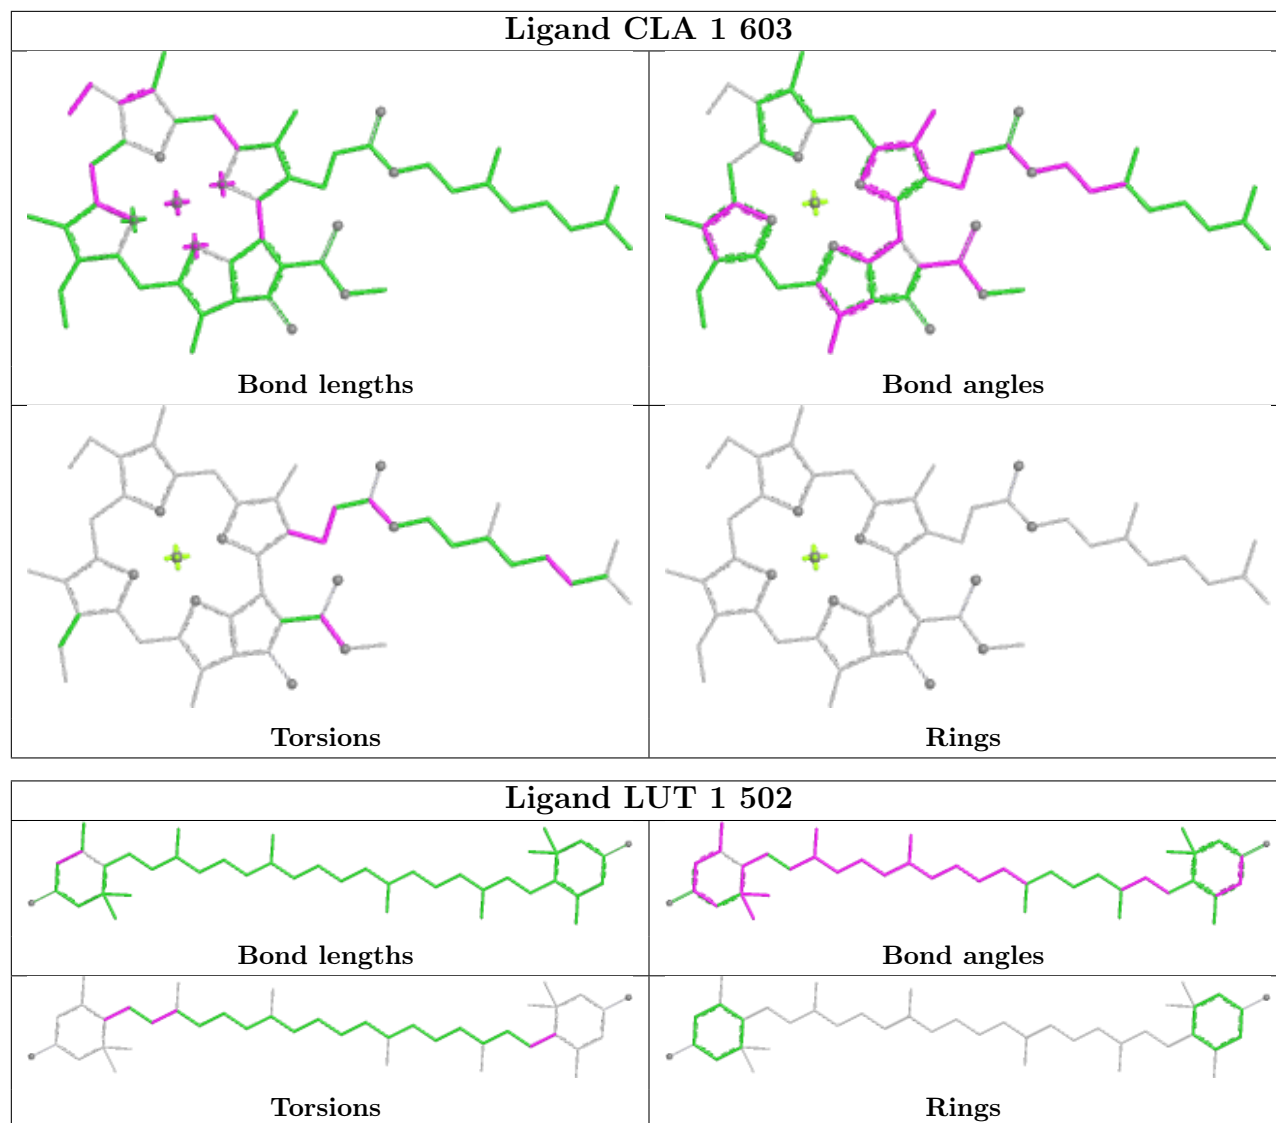 Ligand CLA 1 603
Bond lengths
Bond angles
Torsions
Rings
Ligand LUT 1 502
Bond lengths
Bond angles
Torsions
Rings